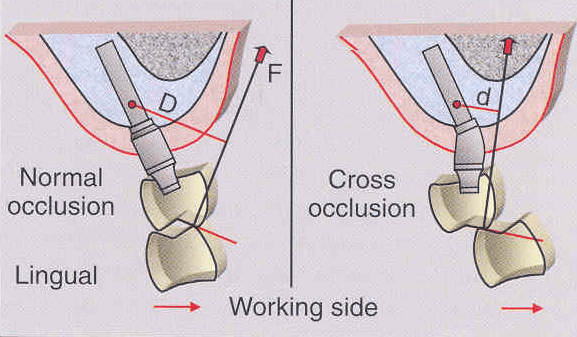 D
F
Normal
occlusion
Lingual
d
Cross
occlusion
Working side